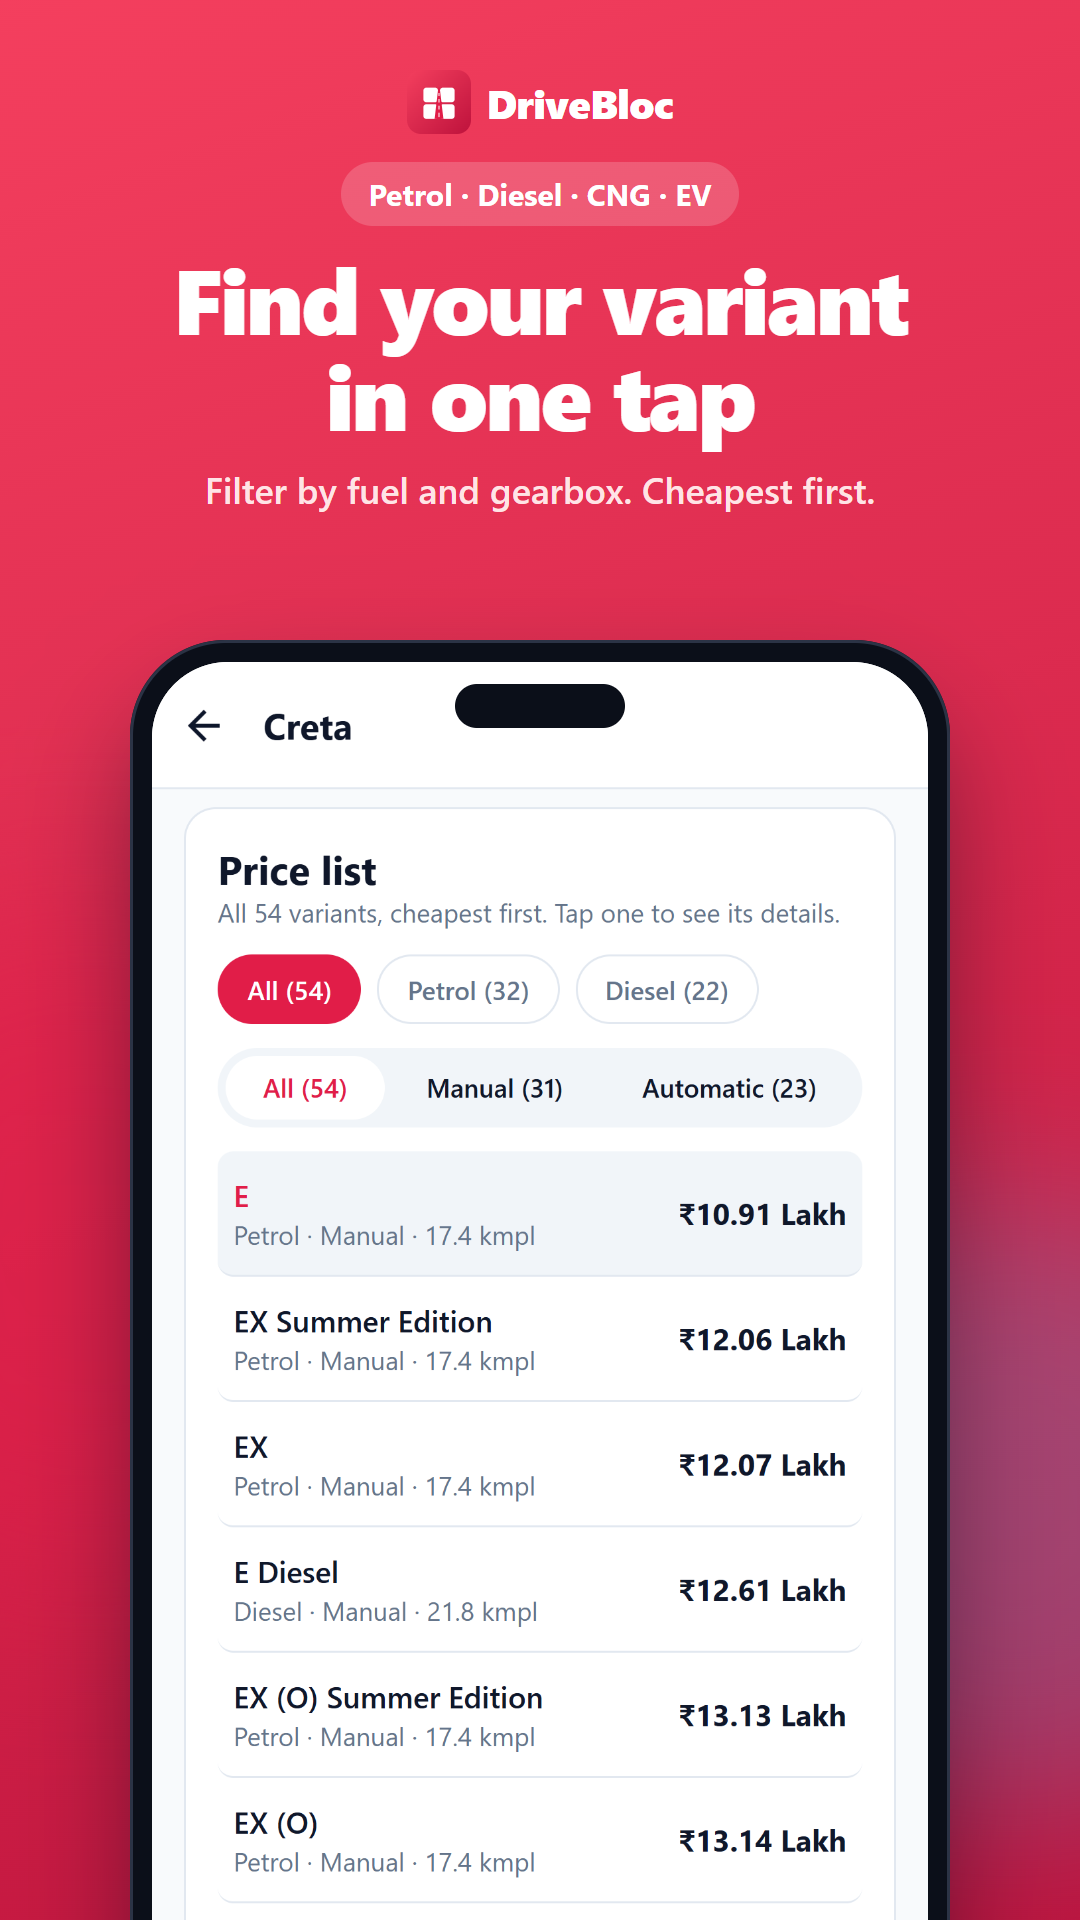 DriveBloc
Petrol · Diesel · CNG · EV
Find your variant
in one tap
Filter by fuel and gearbox. Cheapest first.
Creta
Price list
All 54 variants, cheapest first. Tap one to see its details.
All (54) Petrol (32) Diesel (22)
All (54) Manual (31) Automatic (23)
E
₹10.91 Lakh
Petrol · Manual · 17.4 kmpl
EX Summer Edition
₹12.06 Lakh
Petrol · Manual · 17.4 kmpl
EX
₹12.07 Lakh
Petrol · Manual · 17.4 kmpl
E Diesel
₹12.61 Lakh
Diesel · Manual · 21.8 kmpl
EX (O) Summer Edition
₹13.13 Lakh
Petrol · Manual · 17.4 kmpl
EX (O)
₹13.14 Lakh
Petrol · Manual · 17.4 kmpl